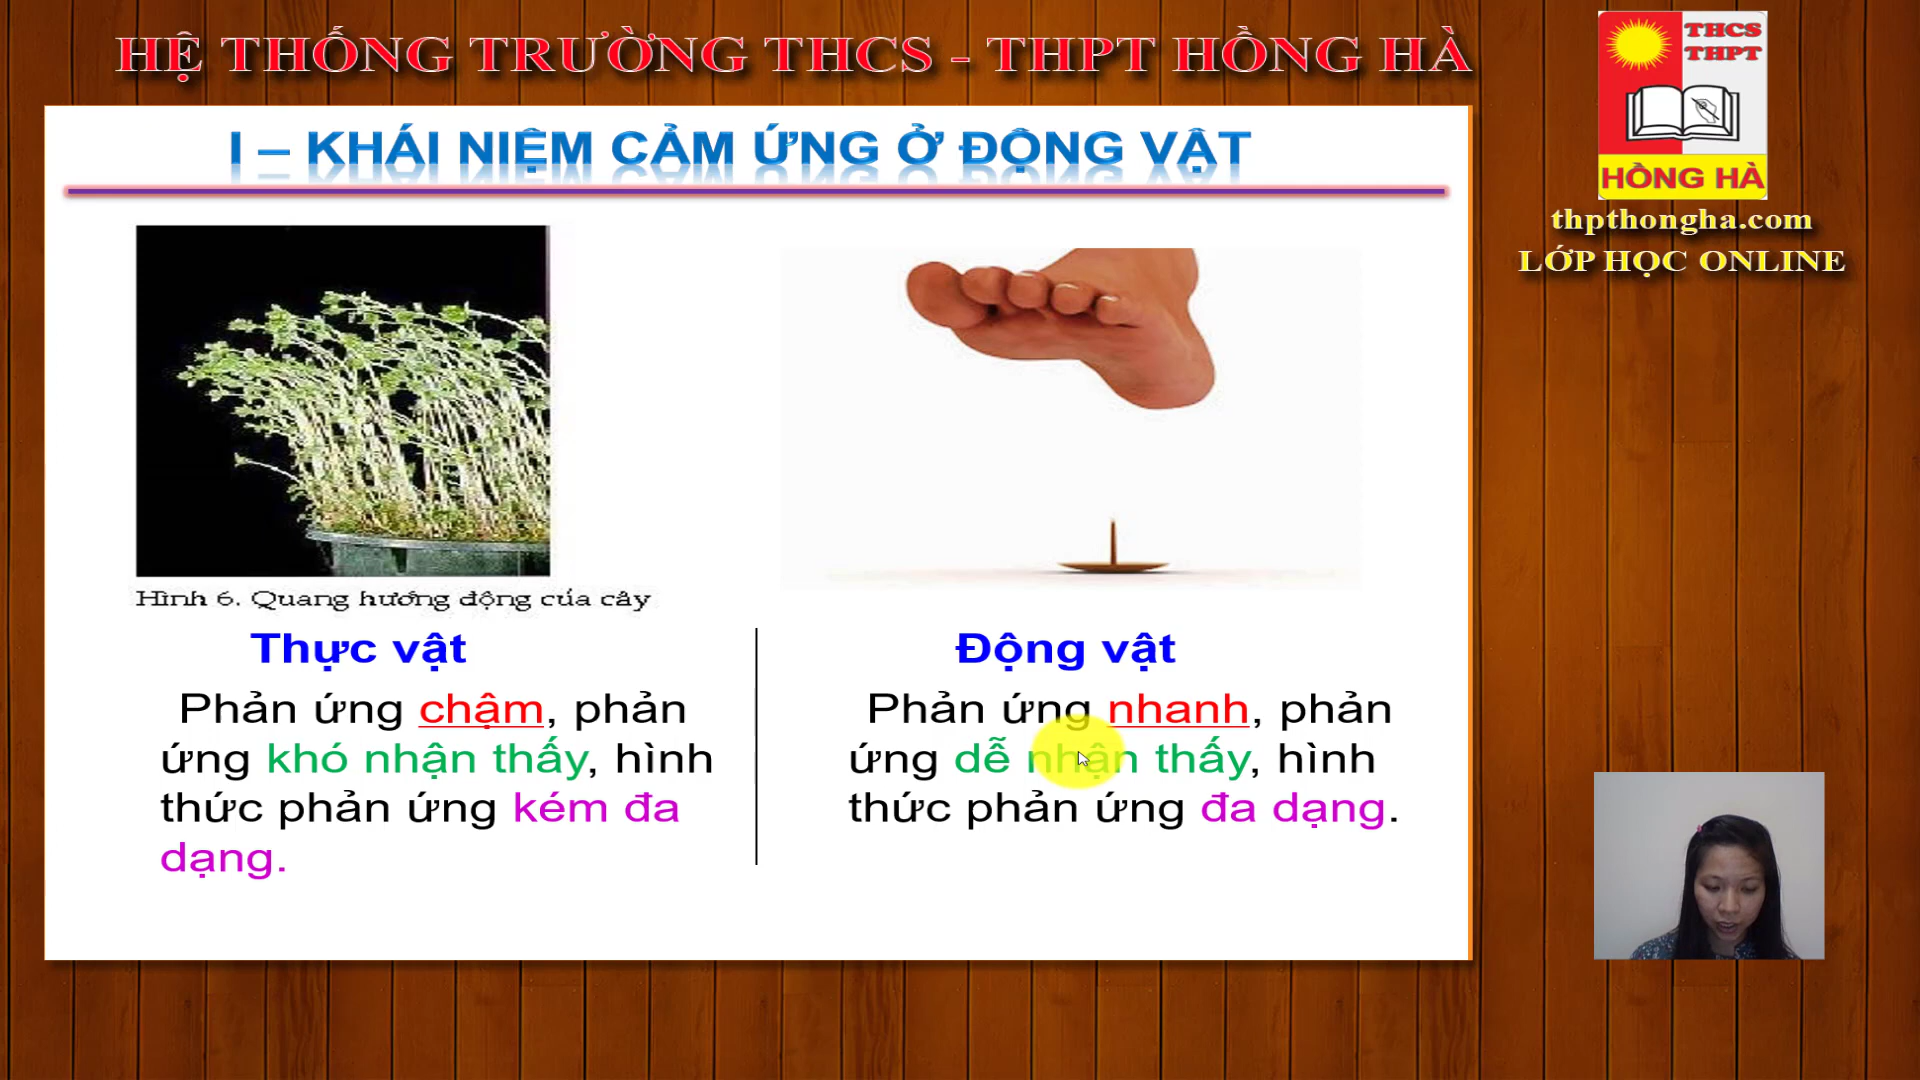 HỆ THỐNG TRƯỜNG THCS - THPT HỒNG HÀ
THCS
THPT
HỒNG HÀ
thpthongha.com
LỚP HỌC ONLINE
I – KHÁI NIỆM CẢM ỨNG Ở ĐỘNG VẬT
Hình 6. Quang hướng động của cây
Thực vật
Phản ứng chậm, phản
ứng khó nhận thấy, hình
thức phản ứng kém đa
dạng.
Động vật
Phản ứng nhanh, phản
ứng dễ nhận thấy, hình
thức phản ứng đa dạng.